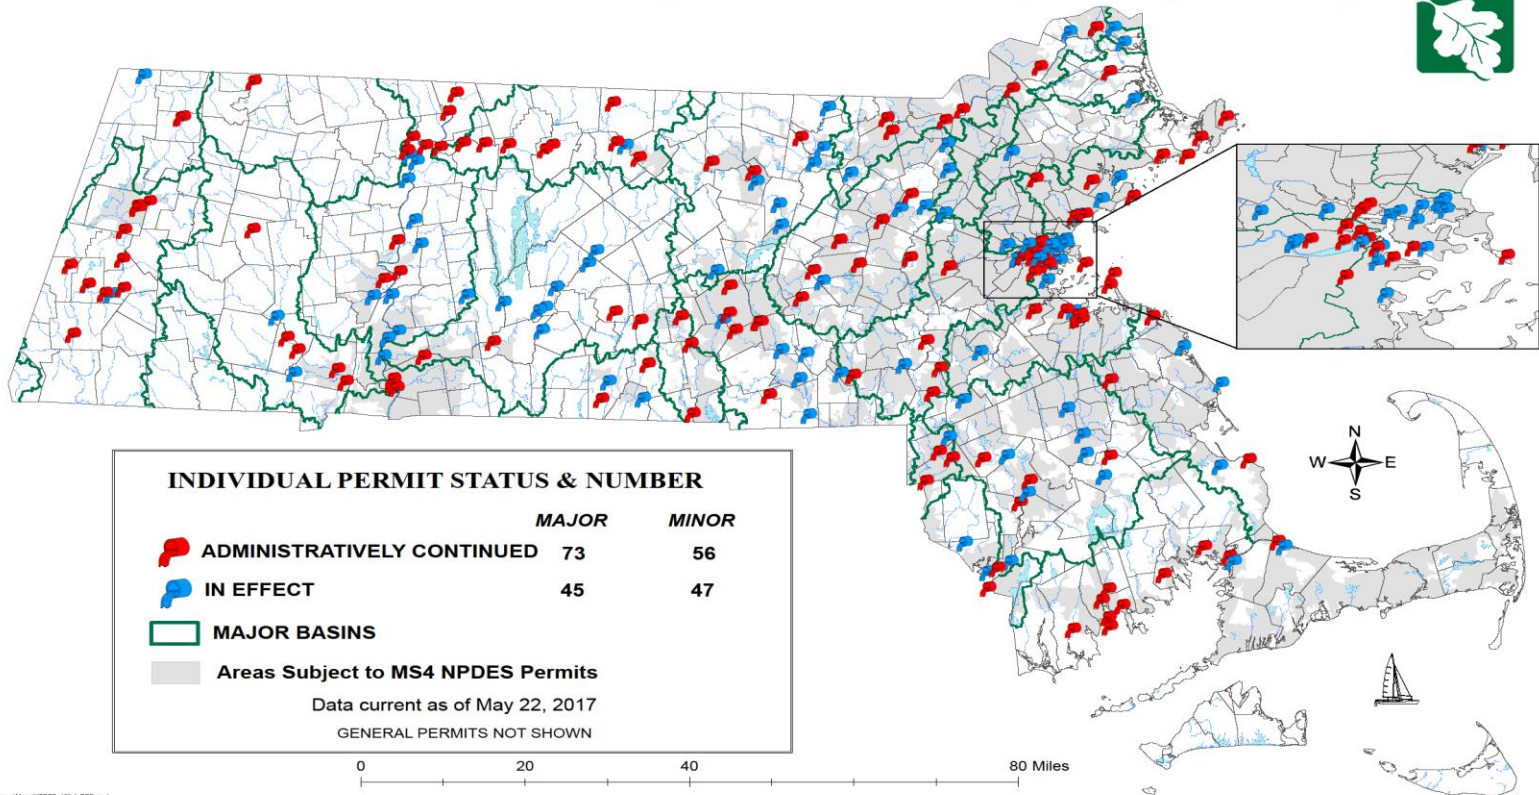 INDIVIDUAL PERMIT STATUS & NUMBER
MAJOR MINOR
ADMINISTRATIVELY CONTINUED 73 56
IN EFFECT 45 47
MAJOR BASINS
Areas Subject to MS4 NPDES Permits
Data current as of May 22, 2017
GENERAL PERMITS NOT SHOWN
N
W E
S
0 20 40 80 Miles